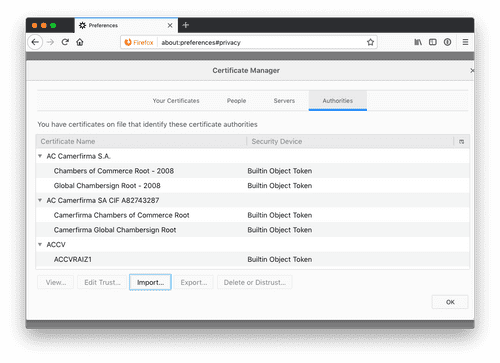 Preferences
Firefox about:preferences#privacy
Certificate Manager
Your Certificates People Servers Authorities
You have certificates on file that identify these certificate authorities
Certificate Name Security Device
AC Camerfirma S.A.
Chambers of Commerce Root - 2008 Builtin Object Token
Global Chambersign Root - 2008 Builtin Object Token
AC Camerfirma SA CIF A82743287
Camerfirma Chambers of Commerce Root Builtin Object Token
Camerfirma Global Chambersign Root Builtin Object Token
ACCV
ACCVRAIZ1 Builtin Object Token
View... Edit Trust... Import... Export... Delete or Distrust...
OK